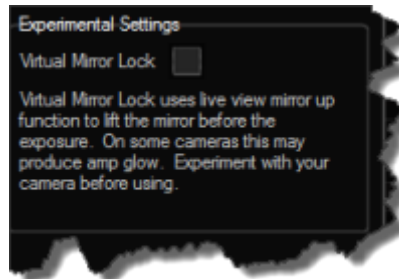 Experimental Settings
Virtual Mirror Lock
Virtual Mirror Lock uses live view mirror up
function to lift the mirror before the
exposure. On some cameras this may
produce amp glow. Experiment with your
camera before using.